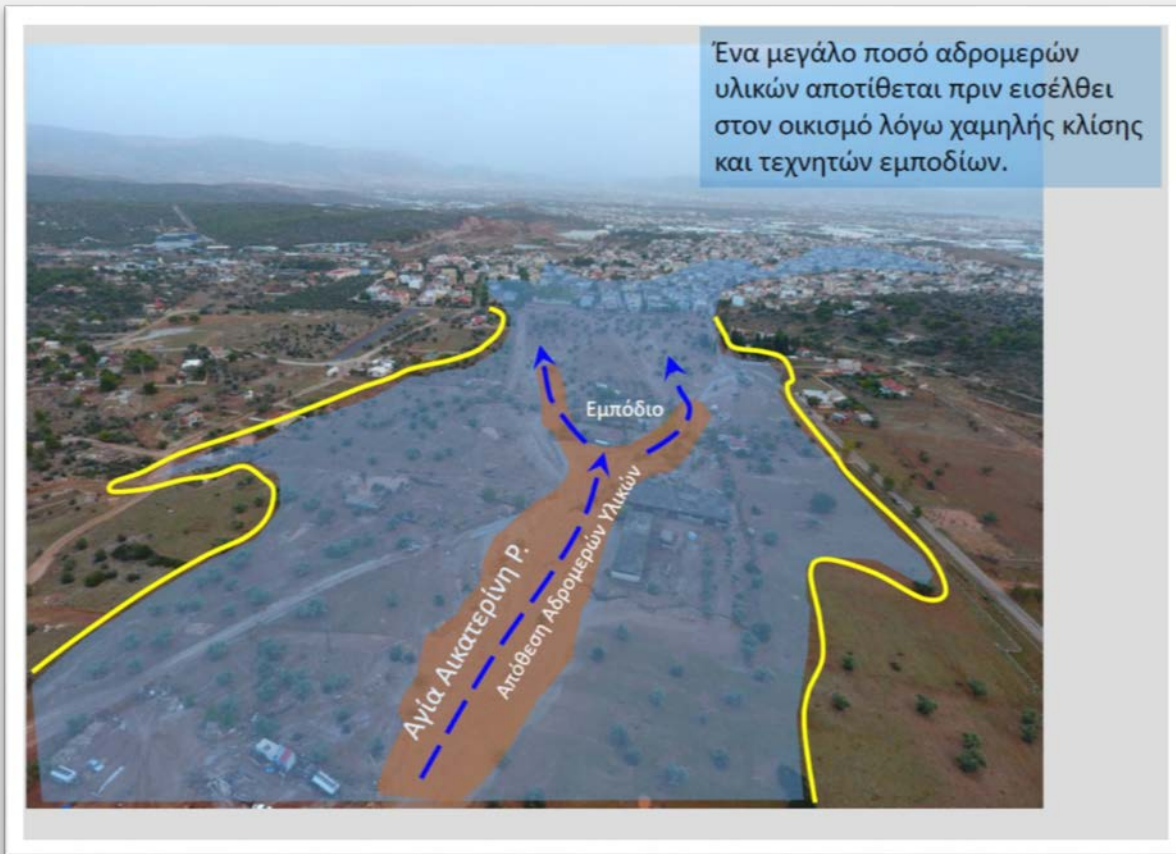 Ένα μεγάλο ποσό αδρομερών
υλικών αποτίθεται πριν εισέλθει
στον οικισμό λόγω χαμηλής κλίσης
και τεχνητών εμποδίων.
Εμπόδιο
Αγία Αικατερίνη Ρ.
Απόθεση Αδρομερών Υλικών